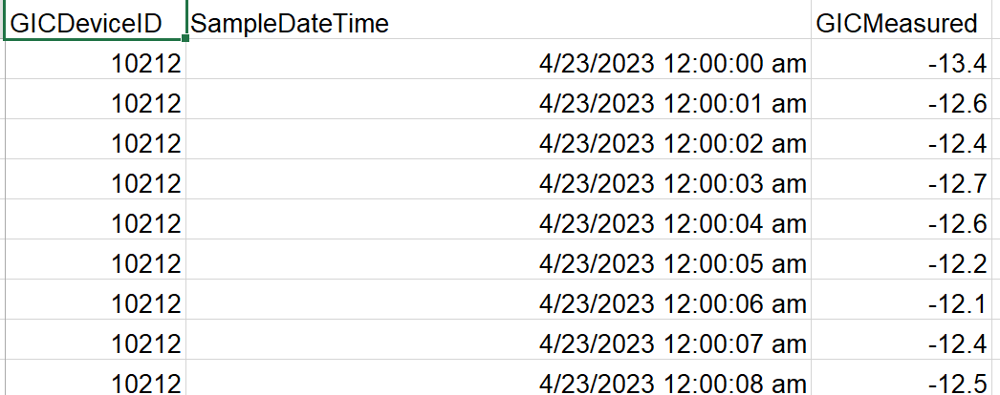 GICDeviceID SampleDateTime GICMeasured
10212 4/23/2023 12:00:00 am -13.4
10212 4/23/2023 12:00:01 am -12.6
10212 4/23/2023 12:00:02 am -12.4
10212 4/23/2023 12:00:03 am -12.7
10212 4/23/2023 12:00:04 am -12.6
10212 4/23/2023 12:00:05 am -12.2
10212 4/23/2023 12:00:06 am -12.1
10212 4/23/2023 12:00:07 am -12.4
10212 4/23/2023 12:00:08 am -12.5